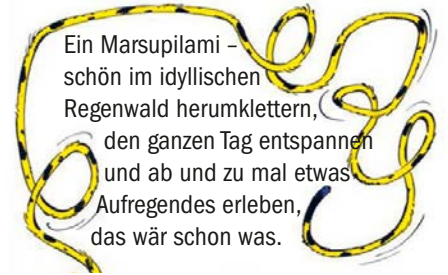 Ein Marsupilami –
schön im idyllischen
Regenwald herumklettern,
den ganzen Tag entspannen
und ab und zu mal etwas
Aufregendes erleben,
das wär schon was.